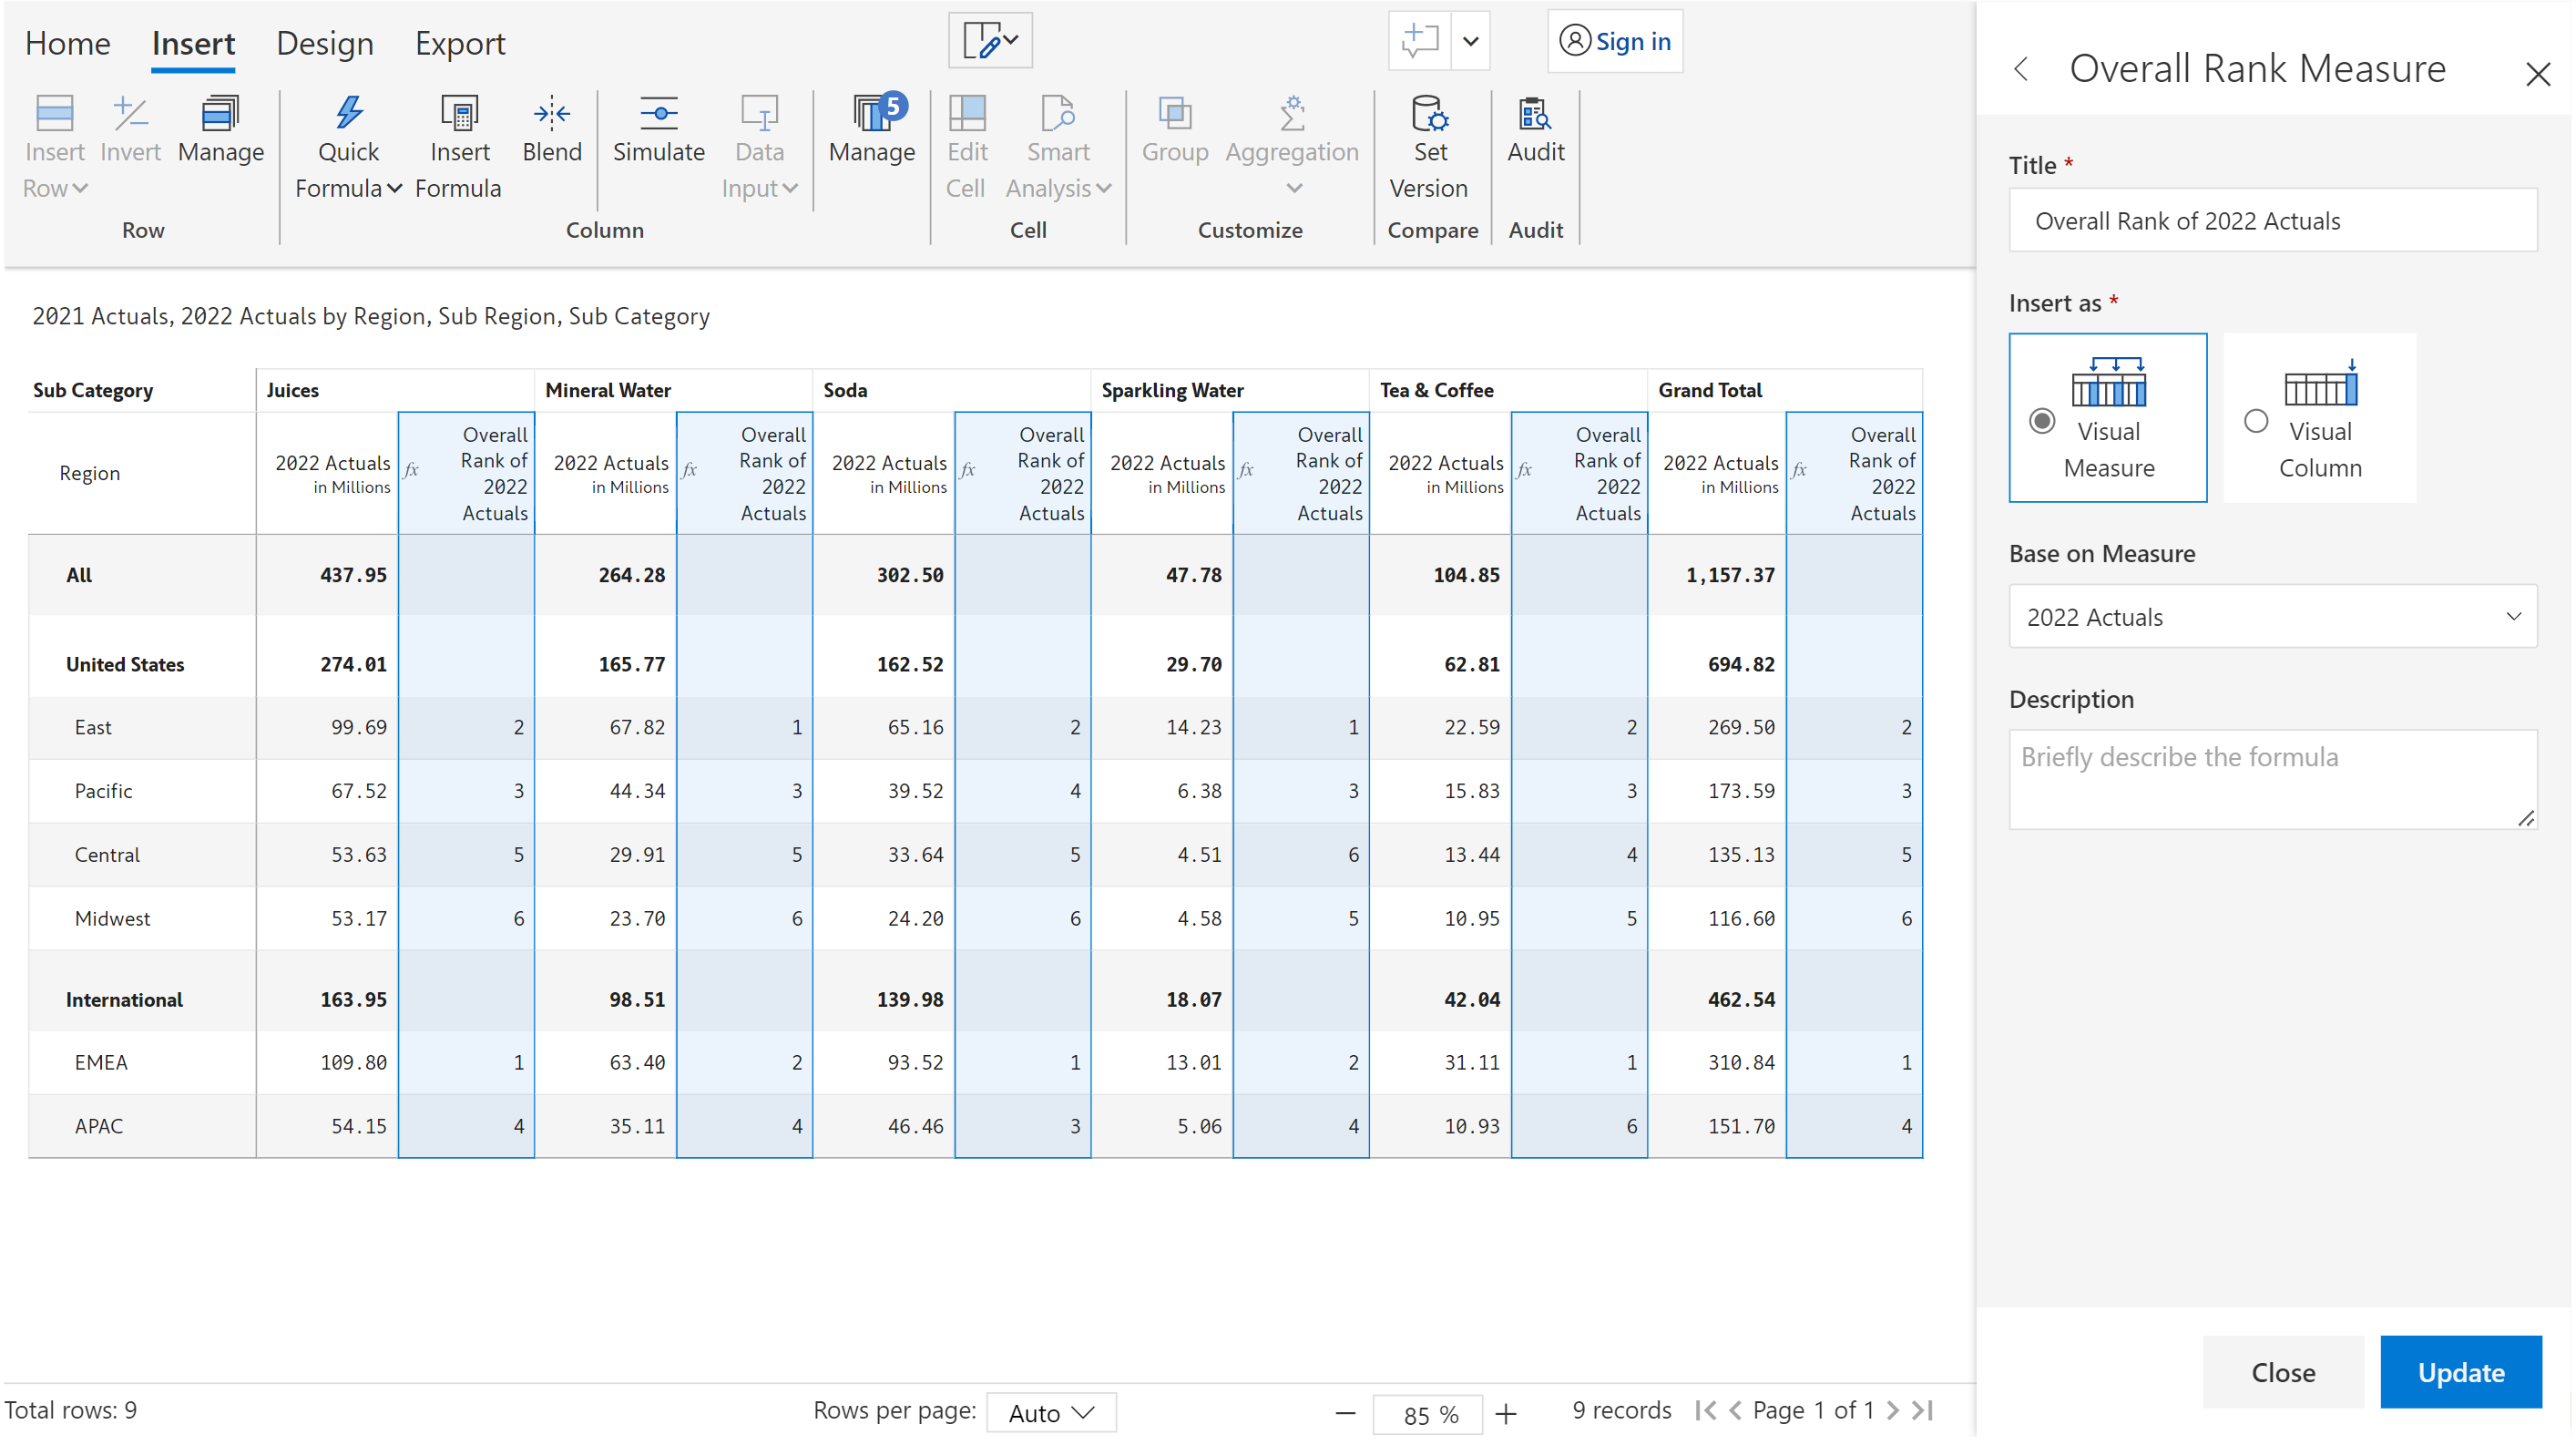 Home Insert Design Export Sign in
Insert Row Invert Manage Quick Formula Insert Formula Blend Simulate Data Input Manage 5 Edit Cell Smart Analysis Group Aggregation Set Version Audit
Row Column Cell Customize Compare Audit
2021 Actuals, 2022 Actuals by Region, Sub Region, Sub Category
Sub Category Juices Mineral Water Soda Sparkling Water Tea & Coffee Grand Total
Region 2022 Actuals in Millions fx Overall Rank of 2022 Actuals 2022 Actuals in Millions fx Overall Rank of 2022 Actuals 2022 Actuals in Millions fx Overall Rank of 2022 Actuals 2022 Actuals in Millions fx Overall Rank of 2022 Actuals 2022 Actuals in Millions fx Overall Rank of 2022 Actuals 2022 Actuals in Millions fx Overall Rank of 2022 Actuals
All 437.95 264.28 302.50 47.78 104.85 1,157.37
United States 274.01 165.77 162.52 29.70 62.81 694.82
East 99.69 2 67.82 1 65.16 2 14.23 1 22.59 2 269.50 2
Pacific 67.52 3 44.34 3 39.52 4 6.38 3 15.83 3 173.59 3
Central 53.63 5 29.91 5 33.64 5 4.51 6 13.44 4 135.13 5
Midwest 53.17 6 23.70 6 24.20 6 4.58 5 10.95 5 116.60 6
International 163.95 98.51 139.98 18.07 42.04 462.54
EMEA 109.80 1 63.40 2 93.52 1 13.01 2 31.11 1 310.84 1
APAC 54.15 4 35.11 4 46.46 3 5.06 4 10.93 6 151.70 4
Total rows: 9 Rows per page: Auto 85 % 9 records Page 1 of 1
Overall Rank Measure
Title *
Overall Rank of 2022 Actuals
Insert as *
Visual Measure Visual Column
Base on Measure
2022 Actuals
Description
Briefly describe the formula
Close Update